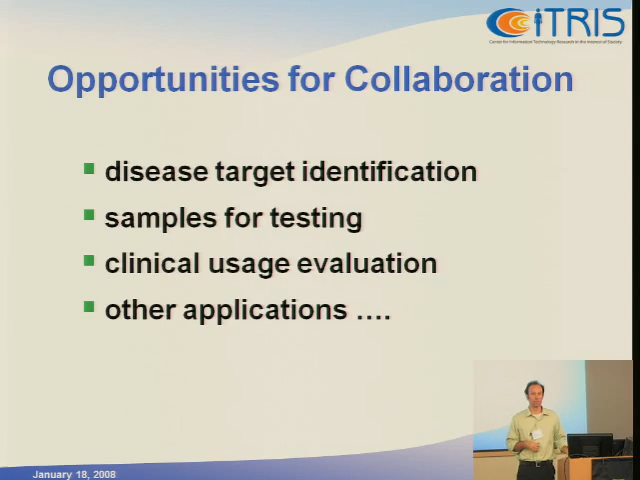 CiTRIS
Center for Information Technology Research in the Interest of Society
Opportunities for Collaboration
disease target identification
samples for testing
clinical usage evaluation
other applications ....
January 18, 2008